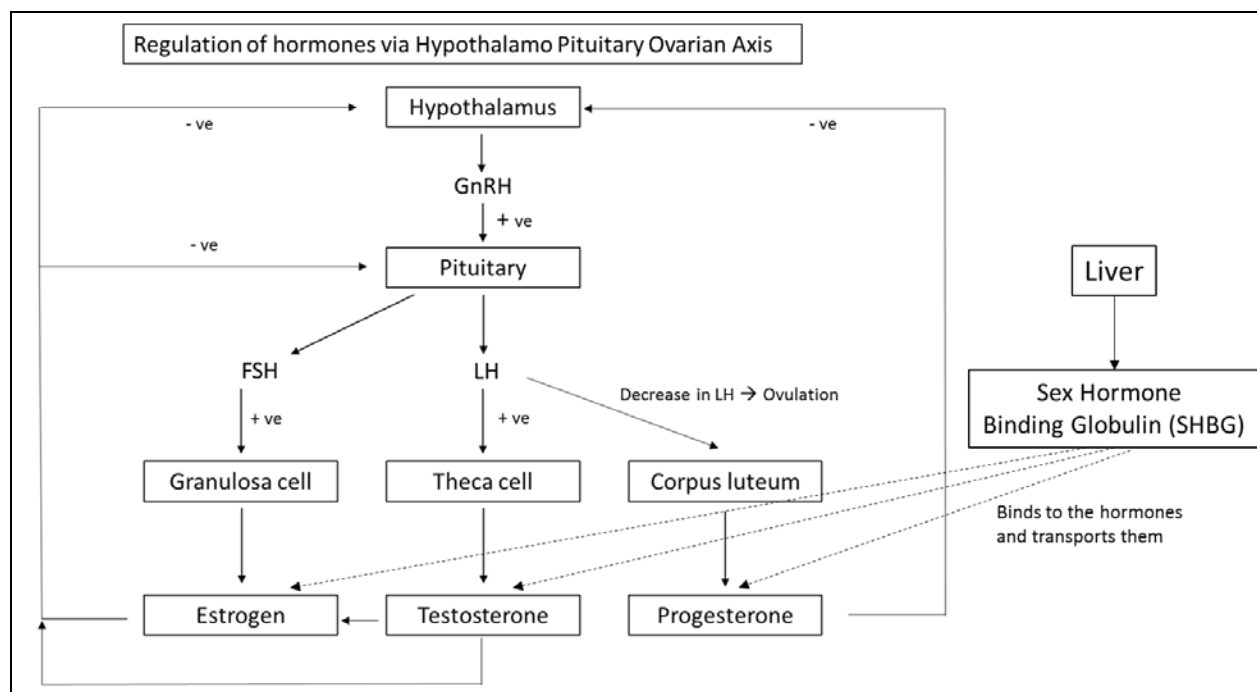 Regulation of hormones via Hypothalamo Pituitary Ovarian Axis
Hypothalamus
- ve
- ve
GnRH
+ ve
- ve
Pituitary
Liver
FSH
LH
Decrease in LH → Ovulation
Sex Hormone
Binding Globulin (SHBG)
+ ve
+ ve
Granulosa cell
Theca cell
Corpus luteum
Binds to the hormones
and transports them
Estrogen
Testosterone
Progesterone